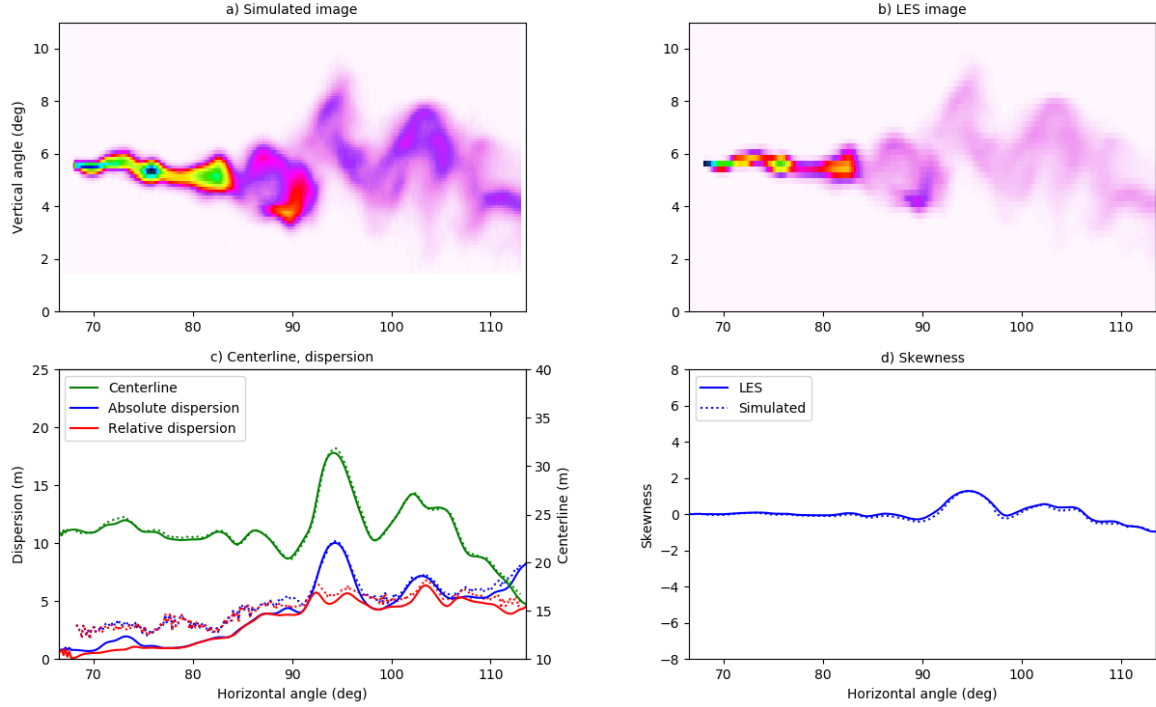 a) Simulated image
10
8
6
4
2
0
Vertical angle (deg)
70 80 90 100 110
b) LES image
10
8
6
4
2
0
70 80 90 100 110
c) Centerline, dispersion
25
20
15
10
5
0
Dispersion (m)
Centerline
Absolute dispersion
Relative dispersion
40
35
30
25
20
15
10
Centerline (m)
70 80 90 100 110
Horizontal angle (deg)
d) Skewness
8
6
4
2
0
−2
−4
−6
−8
Skewness
LES
Simulated
70 80 90 100 110
Horizontal angle (deg)